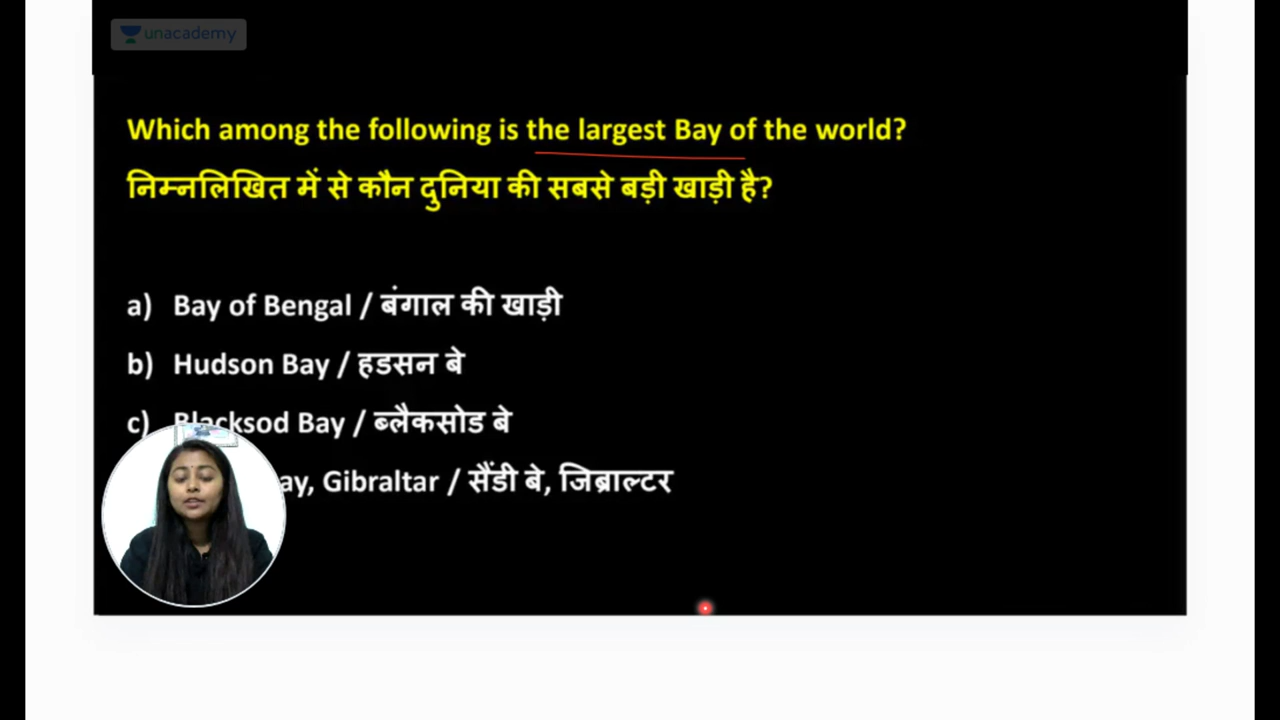 unacademy
Which among the following is the largest Bay of the world?
निम्नलिखित में से कौन दुनिया की सबसे बड़ी खाड़ी है?
a) Bay of Bengal / बंगाल की खाड़ी
b) Hudson Bay / हडसन बे
c) Blacksod Bay / ब्लैकसोड बे
Gibraltar / सैंडी बे, जिब्राल्टर